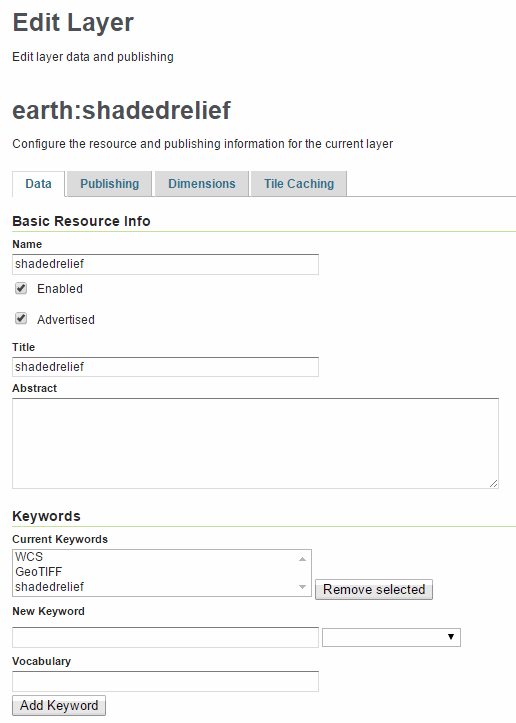 Edit Layer
Edit layer data and publishing
earth:shadedrelief
Configure the resource and publishing information for the current layer
Data Publishing Dimensions Tile Caching
Basic Resource Info
Name
shadedrelief
Enabled
Advertised
Title
shadedrelief
Abstract
Keywords
Current Keywords
WCS
GeoTIFF
shadedrelief
Remove selected
New Keyword
Vocabulary
Add Keyword